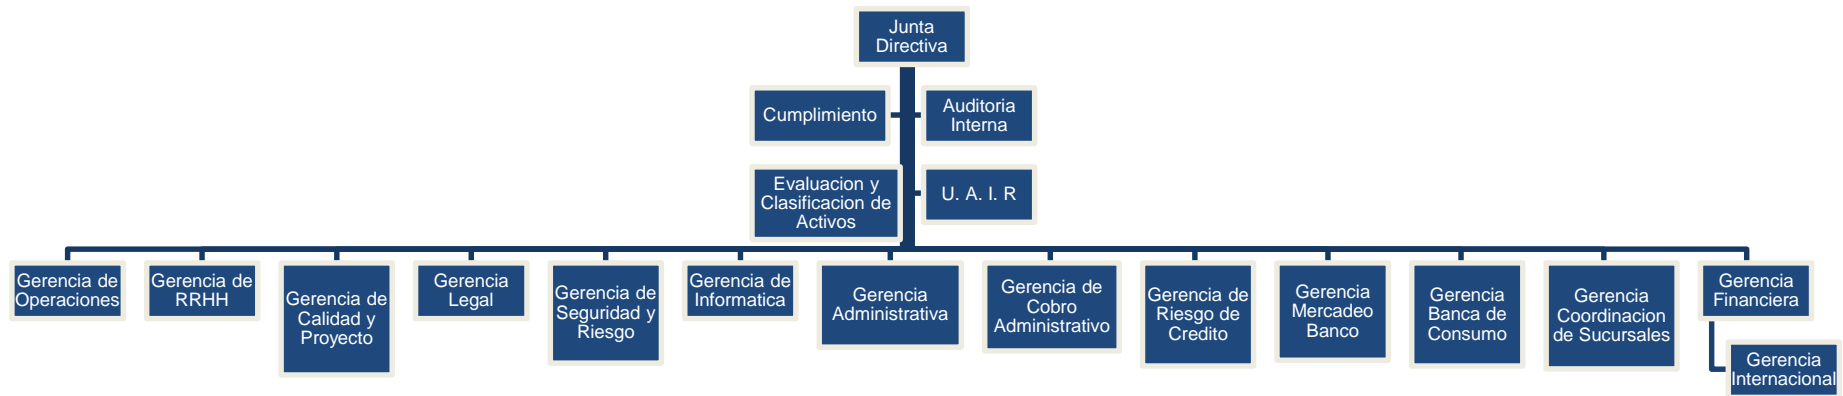 Junta
Directiva
Cumplimiento
Auditoria
Interna
Evaluacion y
Clasificacion de
Activos
U. A. I. R
Gerencia de
Operaciones
Gerencia de
RRHH
Gerencia de
Calidad y
Proyecto
Gerencia
Legal
Gerencia de
Seguridad y
Riesgo
Gerencia de
Informatica
Gerencia
Administrativa
Gerencia de
Cobro
Administrativo
Gerencia de
Riesgo de
Credito
Gerencia
Mercadeo
Banco
Gerencia
Banca de
Consumo
Gerencia
Coordinacion
de Sucursales
Gerencia
Financiera
Gerencia
Internacional